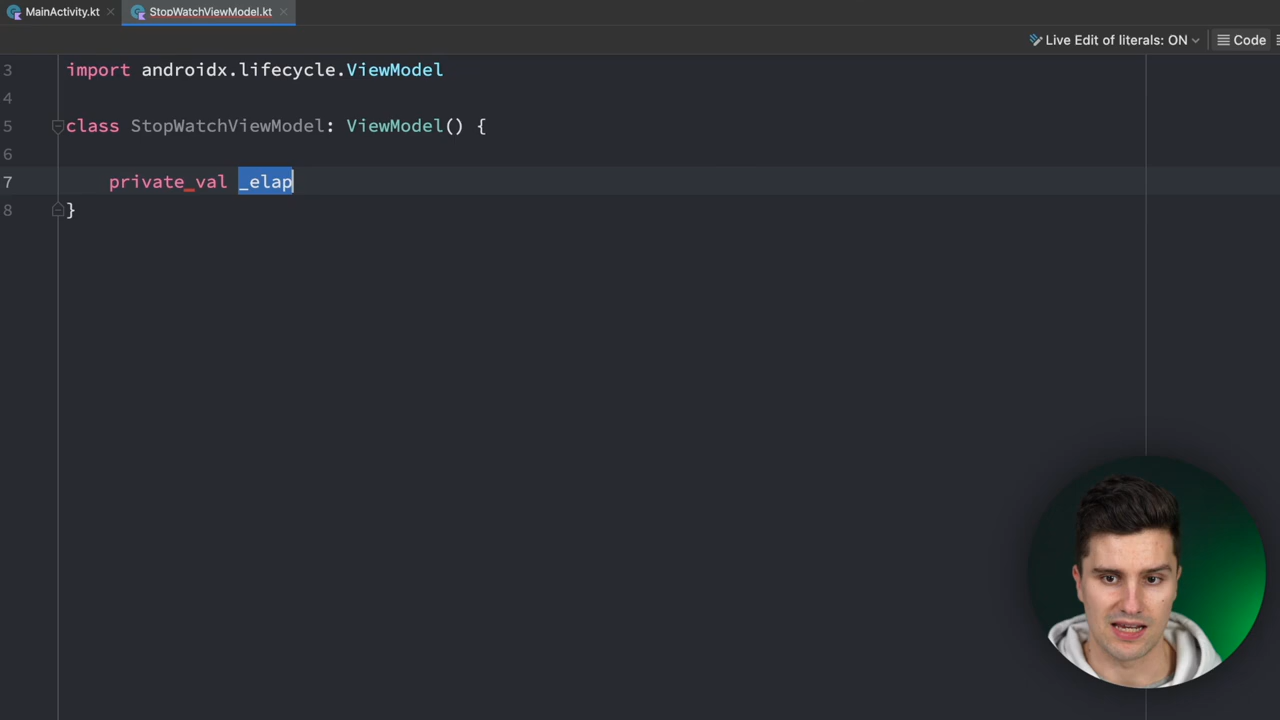 MainActivity.kt
StopWatchViewModel.kt
Live Edit of literals: ON
Code
3 import androidx.lifecycle.ViewModel
4
5 class StopWatchViewModel: ViewModel() {
6
7 private val _elap
8 }